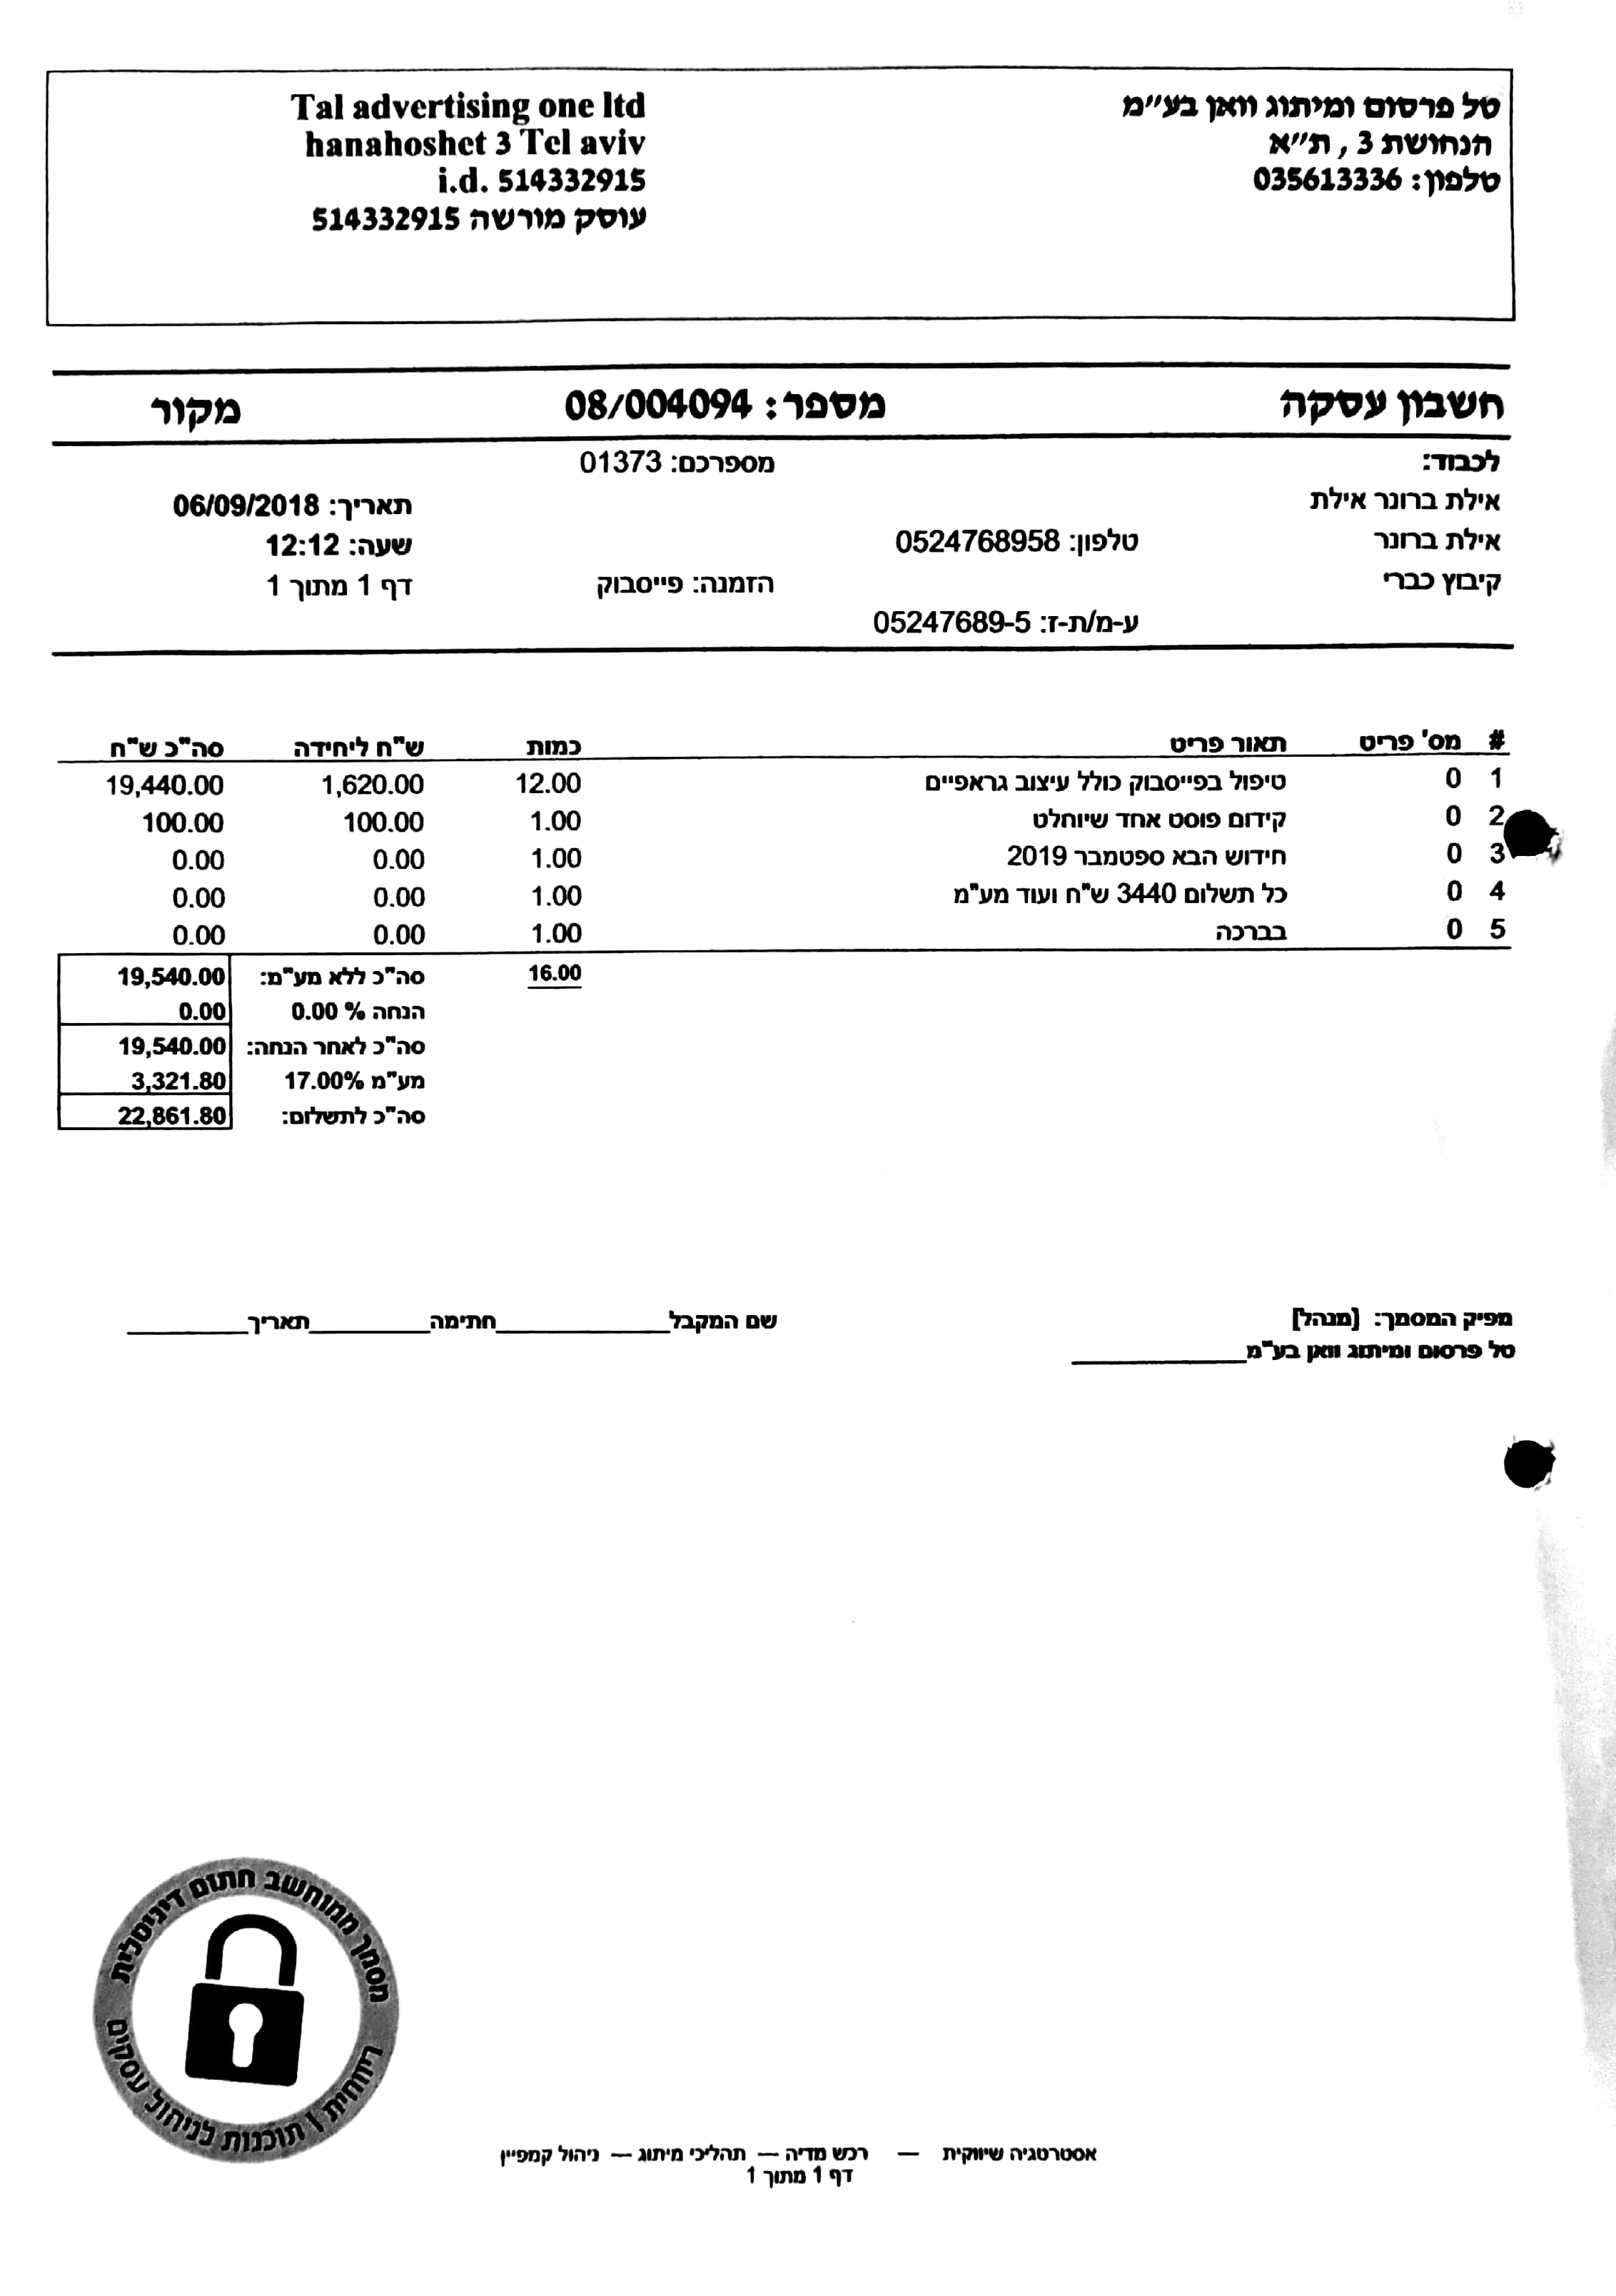 טל פרסום ומיתוג וואן בע״מ
הנחושת 3 , ת״א
טלפון: 035613336
Tal advertising one ltd
hanahoshet 3 Tel aviv
i.d. 514332915
עוסק מורשה 514332915
חשבון עסקה מספר: 08/004094 מקור
לכבוד: מספרכם: 01373
אילת ברונר אילת תאריך: 06/09/2018
אילת ברונר טלפון: 0524768958 שעה: 12:12
קיבוץ כברי הזמנה: פייסבוק דף 1 מתוך 1
ע-מ/ת-ז: 05247689-5
# מס' פריט תאור פריט כמות ש"ח ליחידה סה"כ ש"ח
1 0 טיפול בפייסבוק כולל עיצוב גראפיים 12.00 1,620.00 19,440.00
2 0 קידום פוסט אחד שיוחלט 1.00 100.00 100.00
3 0 חידוש הבא ספטמבר 2019 1.00 0.00 0.00
4 0 כל תשלום 3440 ש"ח ועוד מע"מ 1.00 0.00 0.00
5 0 בברכה 1.00 0.00 0.00
16.00 סה"כ ללא מע"מ: 19,540.00
הנחה % 0.00 0.00
סה"כ לאחר הנחה: 19,540.00
מע"מ 17.00% 3,321.80
סה"כ לתשלום: 22,861.80
מפיק המסמך: [מנהל] שם המקבל____________חתימה________תאריך________
טל פרסום ומיתוג וואן בע"מ____________
מסמך ממוחשב חתום דיגיטלית
רווחית | תוכנות לניהול עסקים
אסטרטגיה שיווקית — רכש מדיה — תהליכי מיתוג — ניהול קמפיין
דף 1 מתוך 1